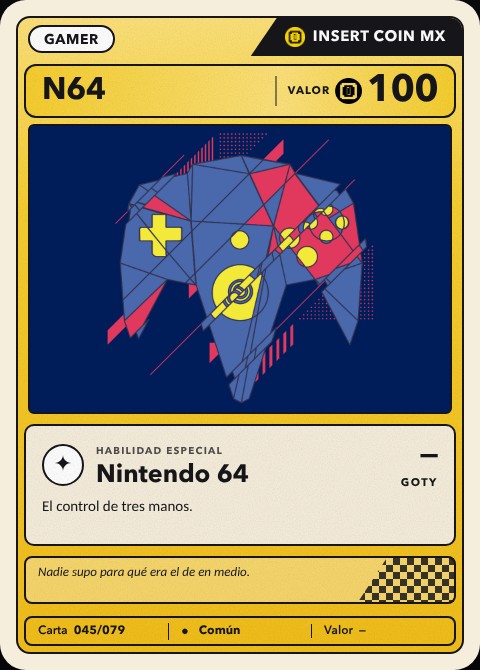 GAMER
INSERT COIN MX
N64
VALOR 100
HABILIDAD ESPECIAL
Nintendo 64
–
GOTY
El control de tres manos.
Nadie supo para qué era el de en medio.
Carta 045/079 • Común Valor –